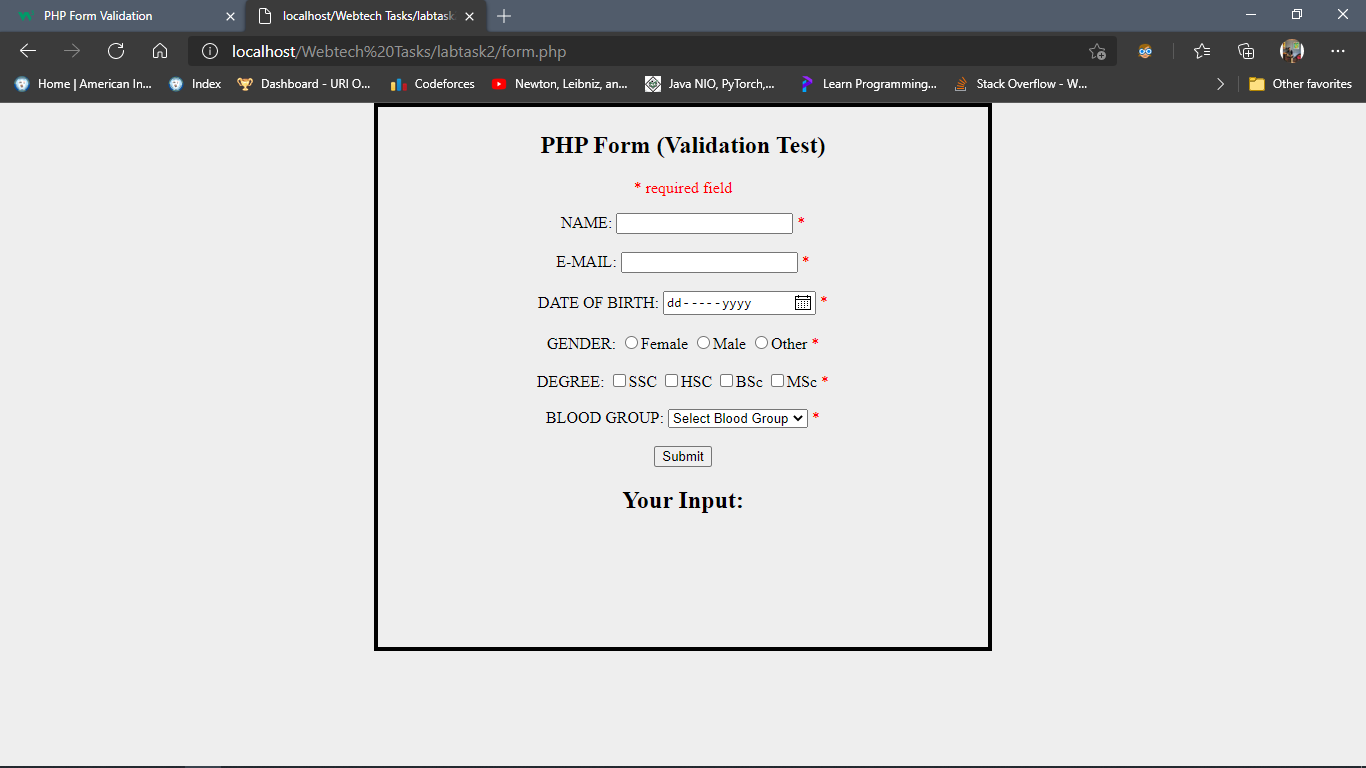 PHP Form Validation
localhost/Webtech Tasks/labtask
localhost/Webtech%20Tasks/labtask2/form.php
Home | American In... Index Dashboard - URI O... Codeforces Newton, Leibniz, an... Java NIO, PyTorch,... Learn Programming... Stack Overflow - W... Other favorites
PHP Form (Validation Test)
* required field
NAME: *
E-MAIL: *
DATE OF BIRTH: dd-----yyyy *
GENDER: Female Male Other *
DEGREE: SSC HSC BSc MSc *
BLOOD GROUP: Select Blood Group *
Submit
Your Input: